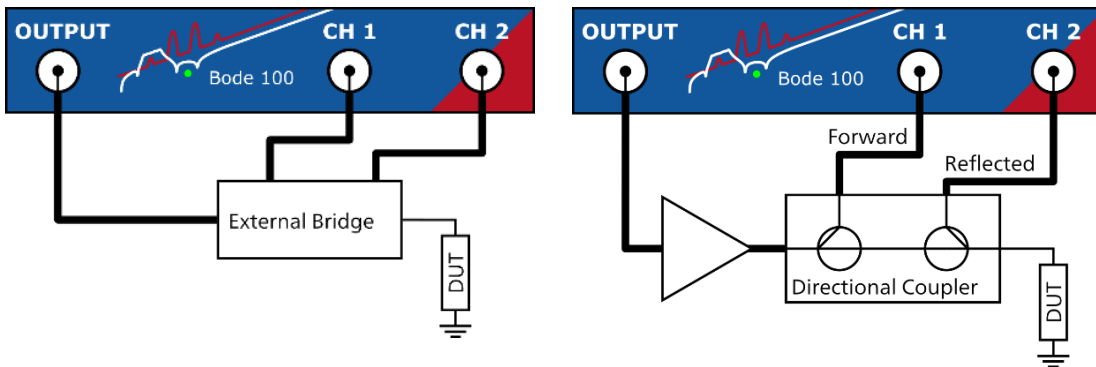 OUTPUT
CH 1
CH 2
Bode 100
External Bridge
DUT
OUTPUT
CH 1
CH 2
Bode 100
Forward
Reflected
Directional Coupler
DUT